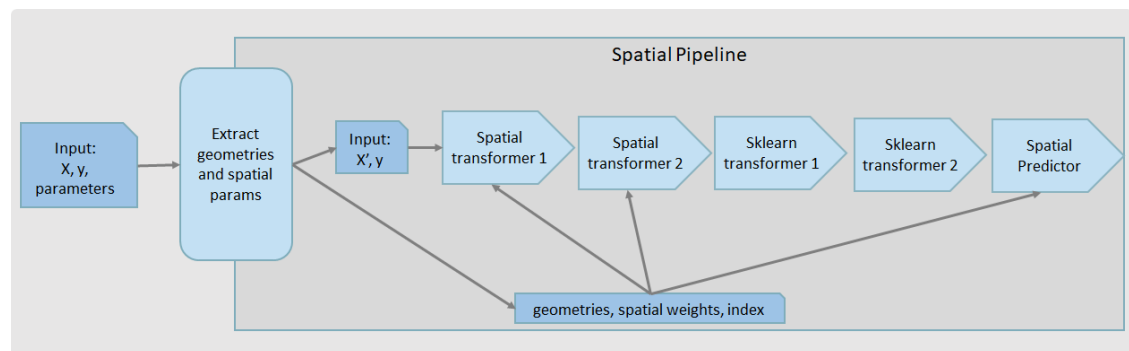 Spatial Pipeline
Input:
X, y,
parameters
Extract
geometries
and spatial
params
Input:
X’, y
Spatial
transformer 1
Spatial
transformer 2
Sklearn
transformer 1
Sklearn
transformer 2
Spatial
Predictor
geometries, spatial weights, index